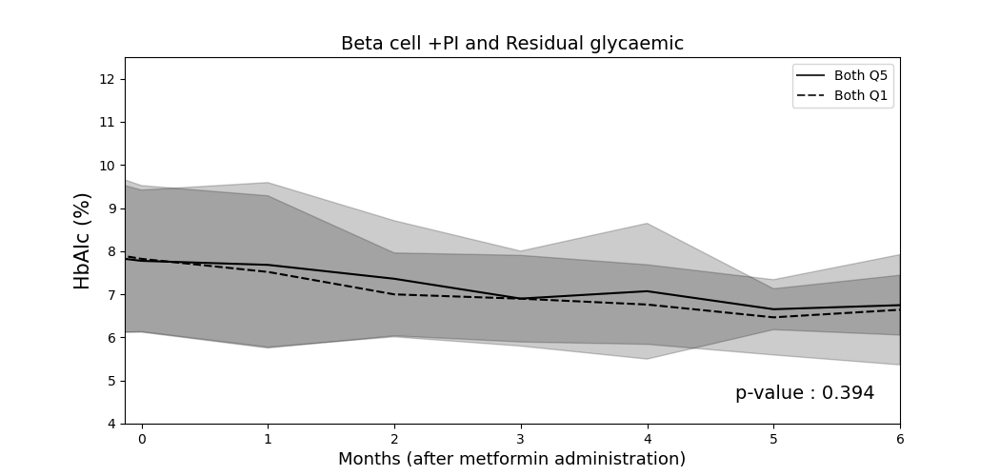 Beta cell +PI and Residual glycaemic
Both Q5
Both Q1
HbAIc (%)
12
11
10
9
8
7
6
5
4
p-value : 0.394
0 1 2 3 4 5 6
Months (after metformin administration)